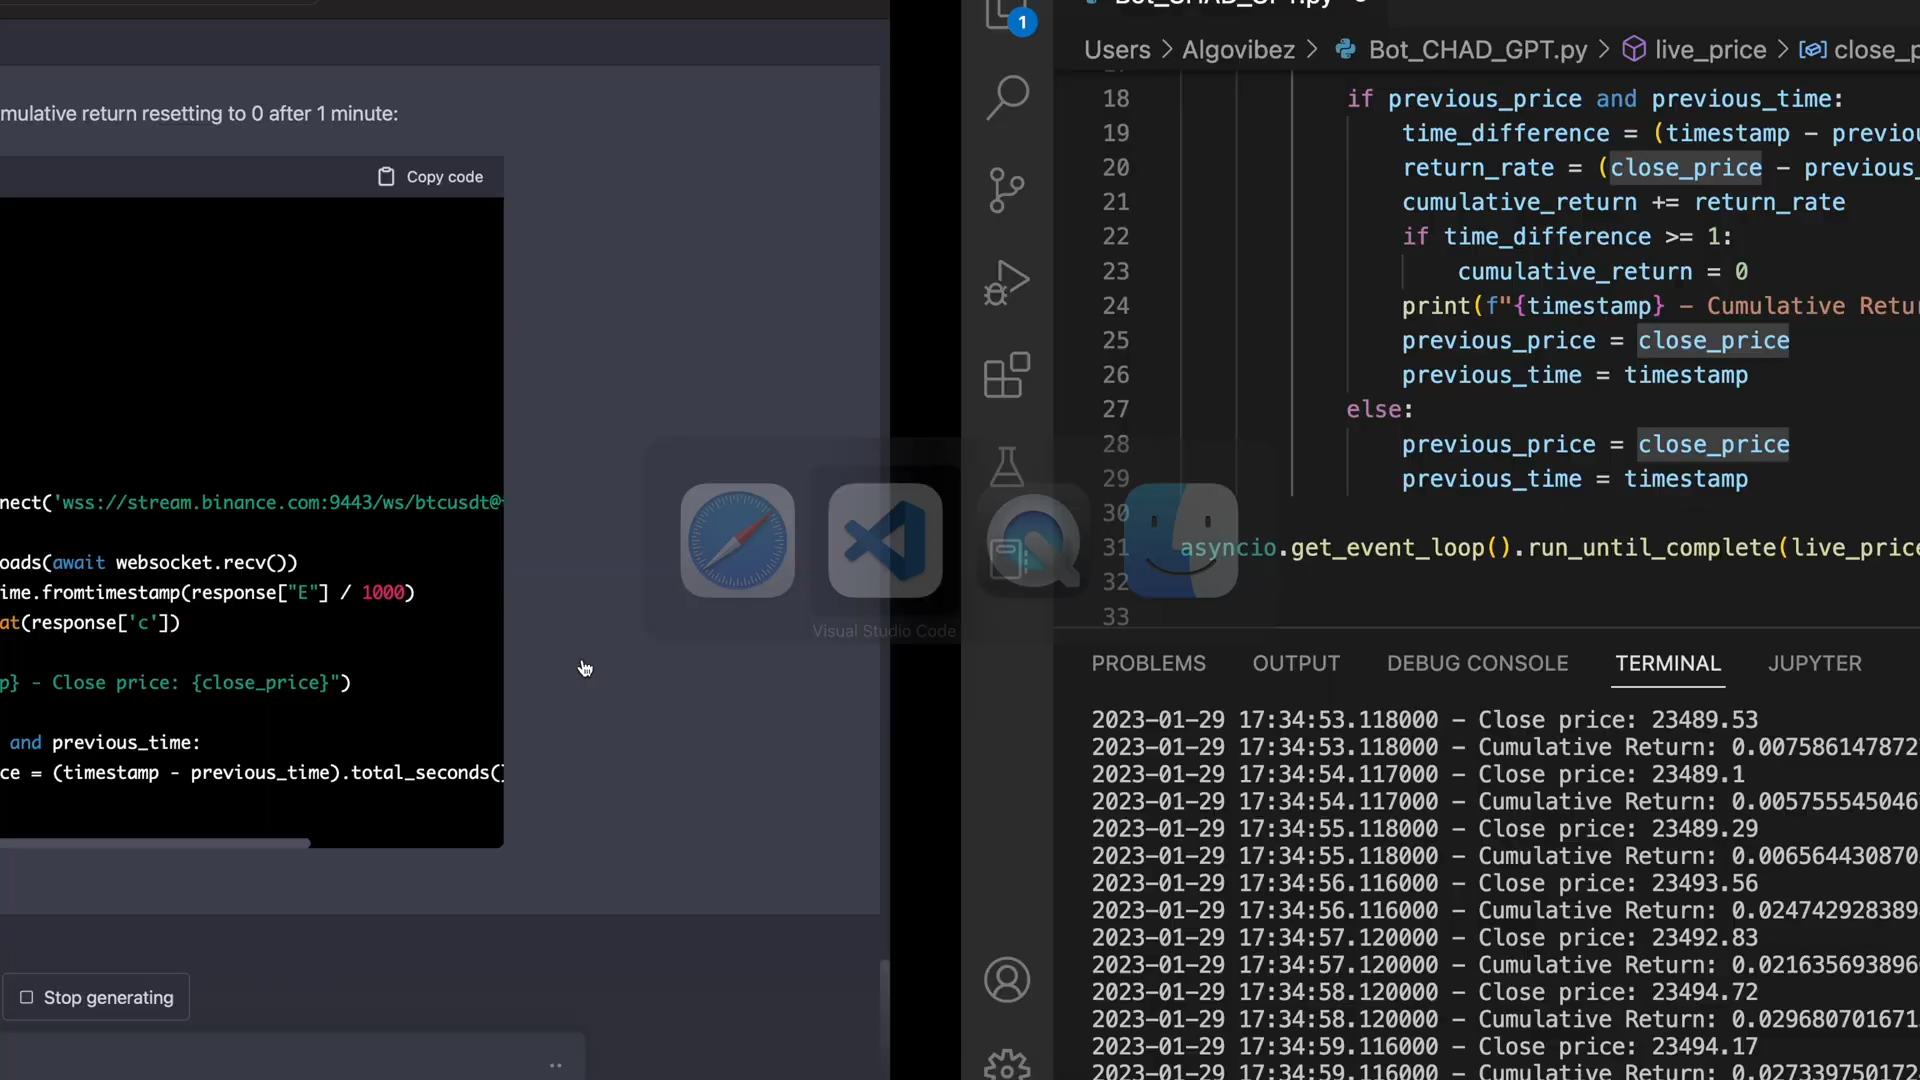 mulative return resetting to 0 after 1 minute:
Copy code
nect('wss://stream.binance.com:9443/ws/btcusdt@
oads(await websocket.recv())
ime.fromtimestamp(response["E"] / 1000)
at(response['c'])
p} - Close price: {close_price}")
and previous_time:
ce = (timestamp - previous_time).total_seconds()
Stop generating
Visual Studio Code
1
Bot_CHAD_GPT.py
Users > Algovibez > Bot_CHAD_GPT.py > live_price > close_p
18 if previous_price and previous_time:
19 time_difference = (timestamp - previou
20 return_rate = (close_price - previous_
21 cumulative_return += return_rate
22 if time_difference >= 1:
23 cumulative_return = 0
24 print(f"{timestamp} - Cumulative Retur
25 previous_price = close_price
26 previous_time = timestamp
27 else:
28 previous_price = close_price
29 previous_time = timestamp
30
31 asyncio.get_event_loop().run_until_complete(live_price
32
33
PROBLEMS OUTPUT DEBUG CONSOLE TERMINAL JUPYTER
2023-01-29 17:34:53.118000 - Close price: 23489.53
2023-01-29 17:34:53.118000 - Cumulative Return: 0.007586147872
2023-01-29 17:34:54.117000 - Close price: 23489.1
2023-01-29 17:34:54.117000 - Cumulative Return: 0.005755545046
2023-01-29 17:34:55.118000 - Close price: 23489.29
2023-01-29 17:34:55.118000 - Cumulative Return: 0.006564430870
2023-01-29 17:34:56.116000 - Close price: 23493.56
2023-01-29 17:34:56.116000 - Cumulative Return: 0.024742928389
2023-01-29 17:34:57.120000 - Close price: 23492.83
2023-01-29 17:34:57.120000 - Cumulative Return: 0.021635693896
2023-01-29 17:34:58.120000 - Close price: 23494.72
2023-01-29 17:34:58.120000 - Cumulative Return: 0.029680701671
2023-01-29 17:34:59.116000 - Close price: 23494.17
2023-01-29 17:34:59.116000 - Cumulative Return: 0.027339750172